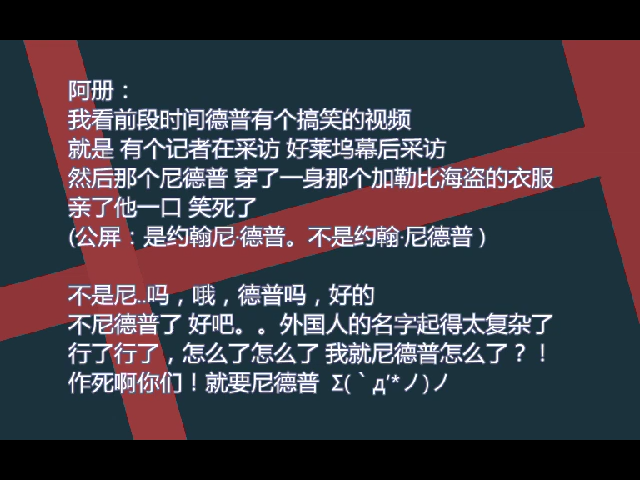 阿册：
我看前段时间德普有个搞笑的视频
就是 有个记者在采访 好莱坞幕后采访
然后那个尼德普 穿了一身那个加勒比海盗的衣服
亲了他一口 笑死了
(公屏：是约翰尼·德普。不是约翰·尼德普 )
不是尼..吗，哦，德普吗，好的
不尼德普了 好吧。。外国人的名字起得太复杂了
行了行了，怎么了怎么了 我就尼德普怎么了？！
作死啊你们！就要尼德普  Σ(｀д′*ノ)ノ